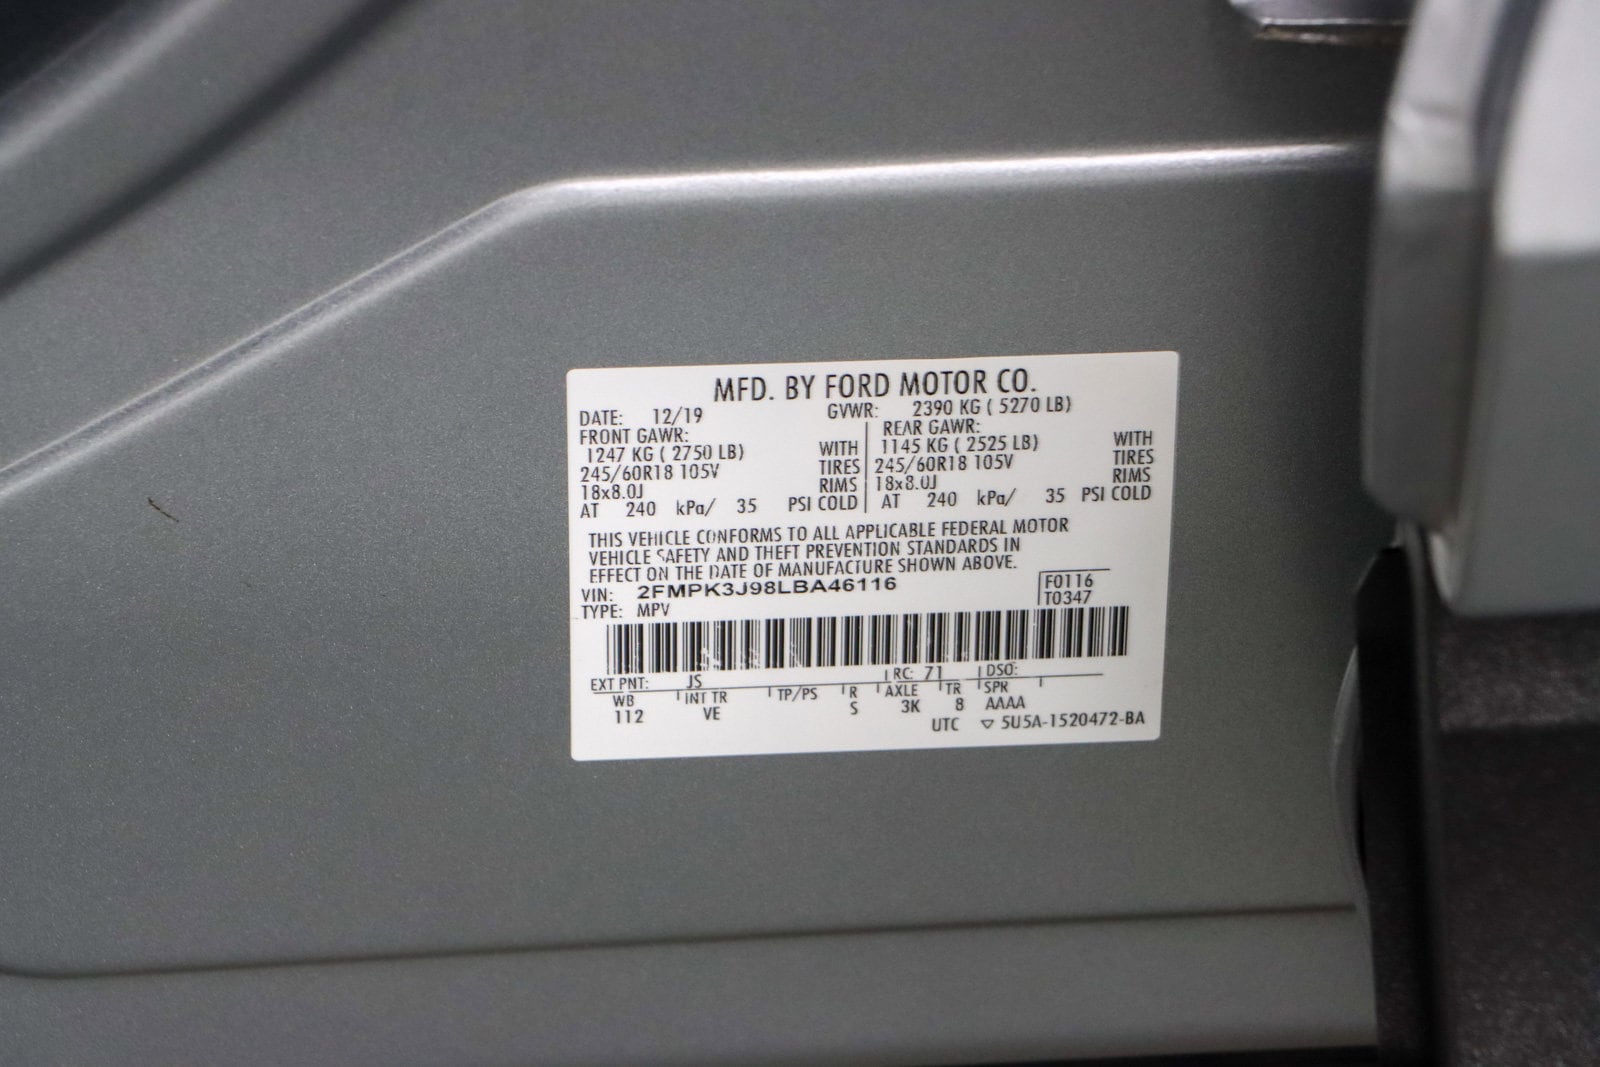 MFD. BY FORD MOTOR CO.
DATE: 12/19 GVWR: 2390 KG ( 5270 LB)
FRONT GAWR: REAR GAWR:
1247 KG ( 2750 LB) WITH 1145 KG ( 2525 LB) WITH
245/60R18 105V TIRES 245/60R18 105V TIRES
18x8.0J RIMS 18x8.0J RIMS
AT 240 kPa/ 35 PSI COLD AT 240 kPa/ 35 PSI COLD
THIS VEHICLE CONFORMS TO ALL APPLICABLE FEDERAL MOTOR
VEHICLE SAFETY AND THEFT PREVENTION STANDARDS IN
EFFECT ON THE DATE OF MANUFACTURE SHOWN ABOVE.
VIN: 2FMPK3J98LBA46116 F0116
TYPE: MPV T0347
EXT PNT: JS RC: 71 DSO:
WB INT TR TP/PS R AXLE TR SPR
112 VE S 3K 8 AAAA
UTC ▽ 5U5A-1520472-BA